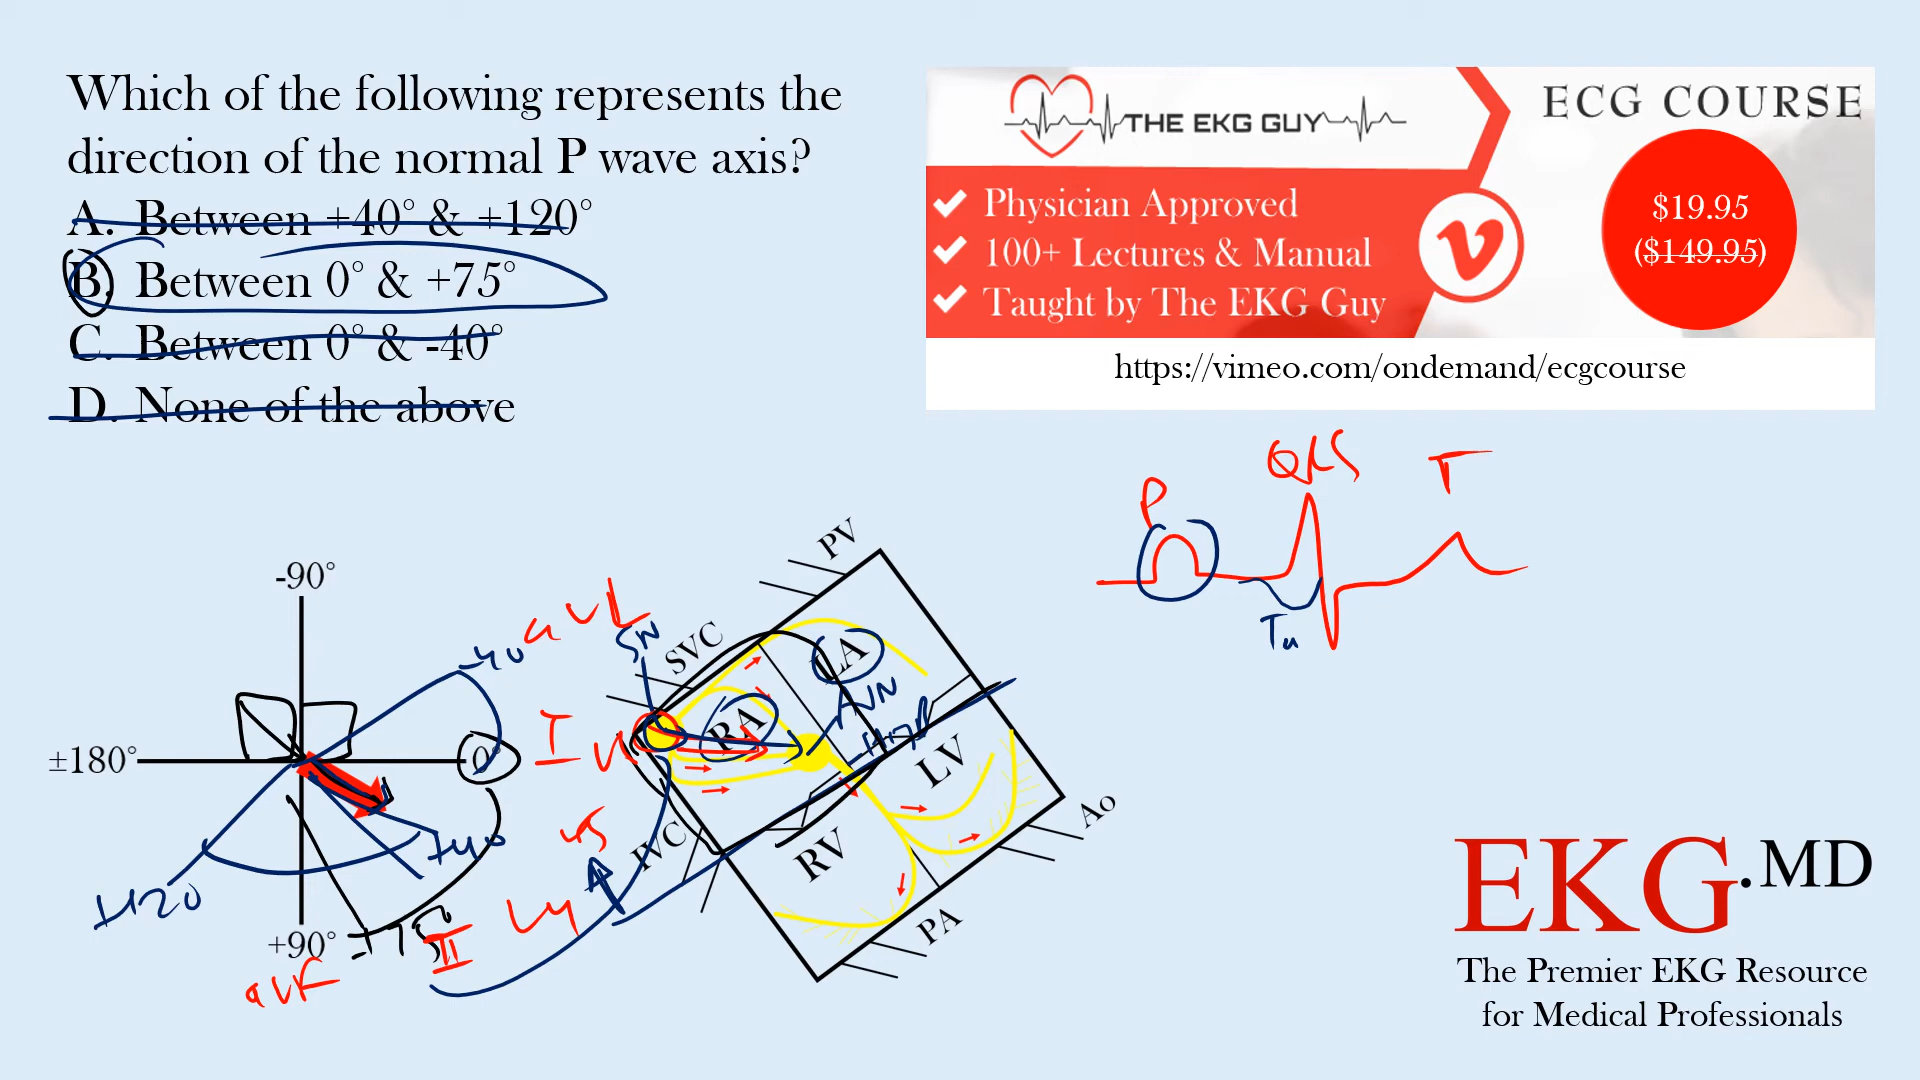 Which of the following represents the
direction of the normal P wave axis?
A. Between +40° & +120°
B. Between 0° & +75°
C. Between 0° & -40°
D. None of the above
THE EKG GUY
ECG COURSE
Physician Approved
100+ Lectures & Manual
Taught by The EKG Guy
$19.95
($149.95)
https://vimeo.com/ondemand/ecgcourse
P
QRS
T
Ta
-90°
±180°
0°
+90°
-40
+40
+120
+75
aVL
I
II
aVF
SN
SVC
PV
RA
LA
AVN
IVC
RV
LV
PA
Ao
V1
V4
V5
EKG.MD
The Premier EKG Resource
for Medical Professionals